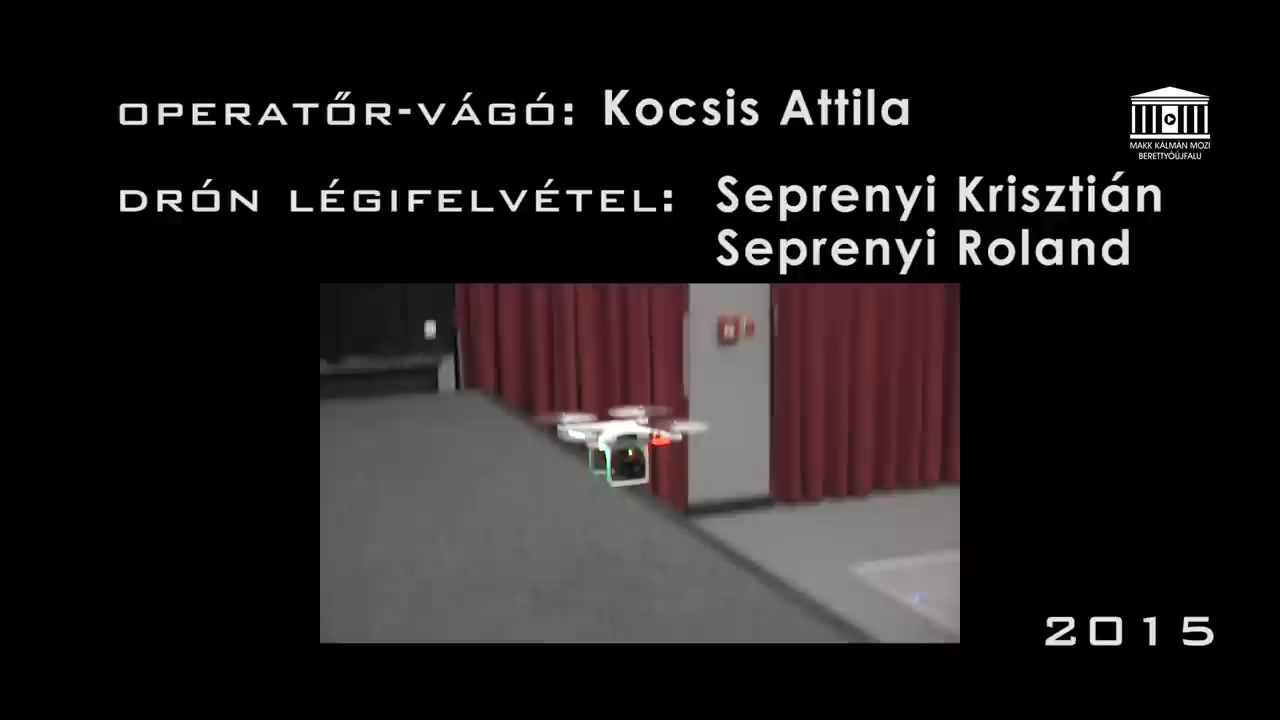 OPERATŐR-VÁGÓ: Kocsis Attila
DRÓN LÉGIFELVÉTEL: Seprenyi Krisztián
Seprenyi Roland
MAKK KÁLMÁN MOZI
BERETTYÓÚJFALU
2015